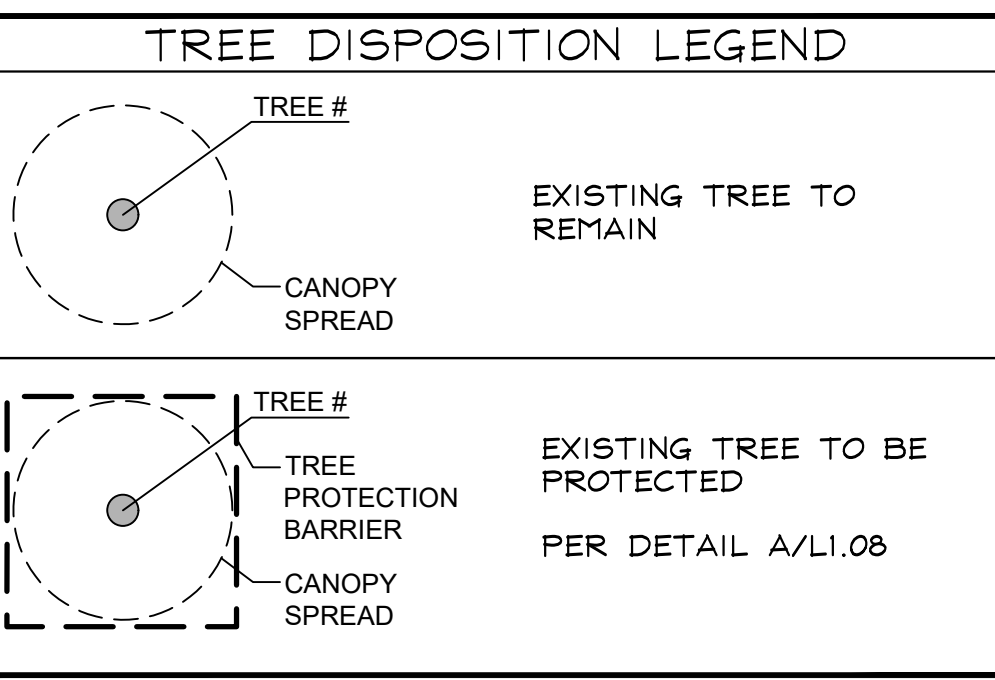 TREE DISPOSITION LEGEND
TREE #
CANOPY
SPREAD
EXISTING TREE TO
REMAIN
TREE #
TREE
PROTECTION
BARRIER
CANOPY
SPREAD
EXISTING TREE TO BE
PROTECTED
PER DETAIL A/L1.08